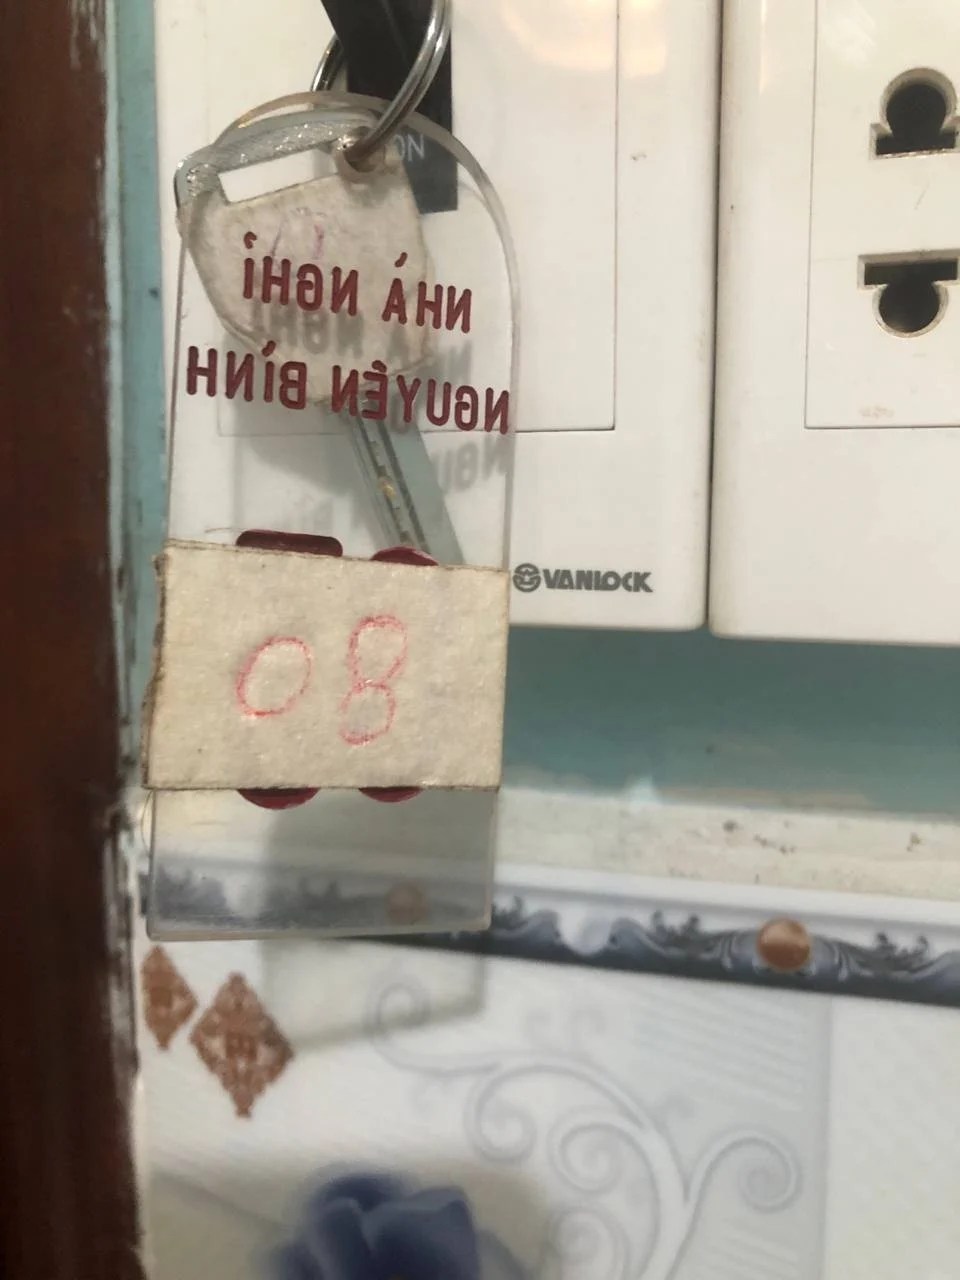 NHÀ NGHỈ
NGUYÊN BÌNH
08
VANLOCK